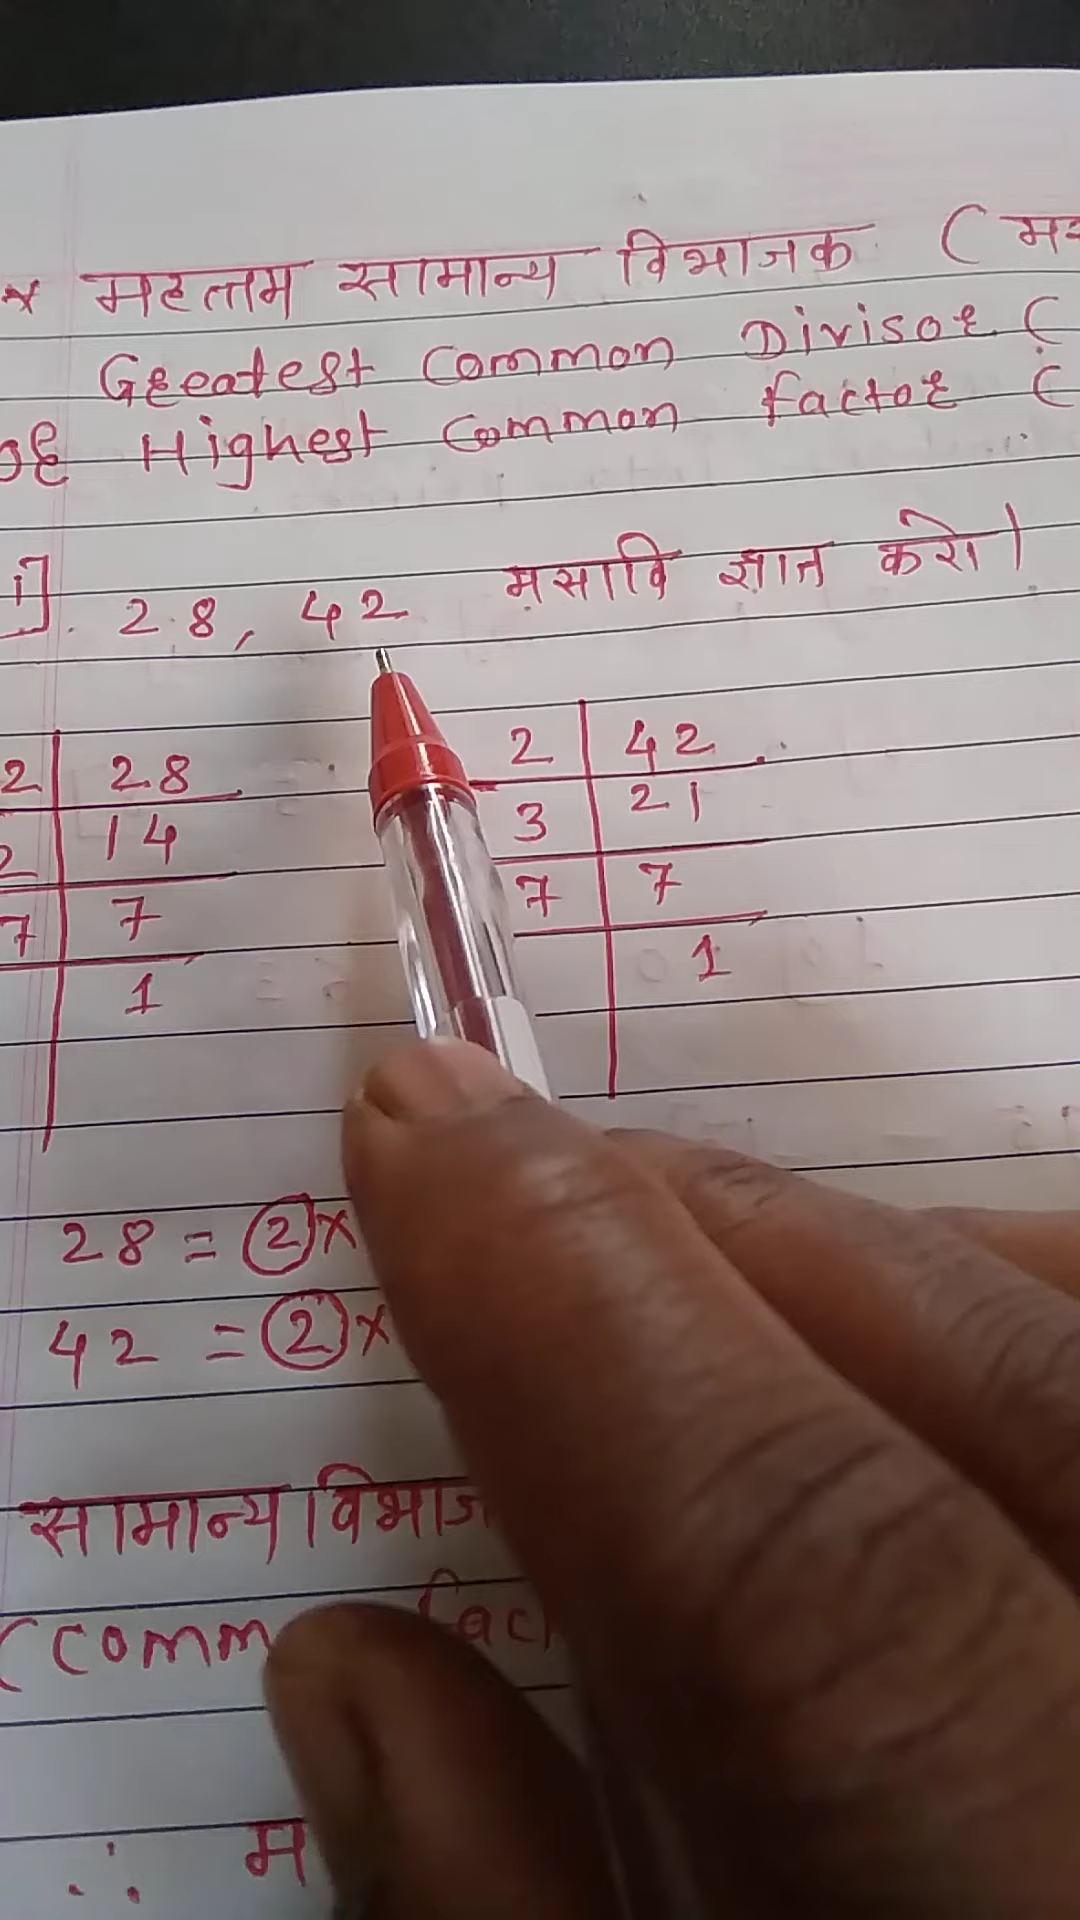 * महत्तम सामान्य विभाजक (मस
Greatest Common Divisor (
or Highest Common factor (
i]. 28, 42 मसावि ज्ञात करो।
2 28 2 42
2 14 3 21
7 7 7 7
1 1
28 = 2 ×
42 = 2 ×
सामान्य विभाज
(comm fac
∴ म